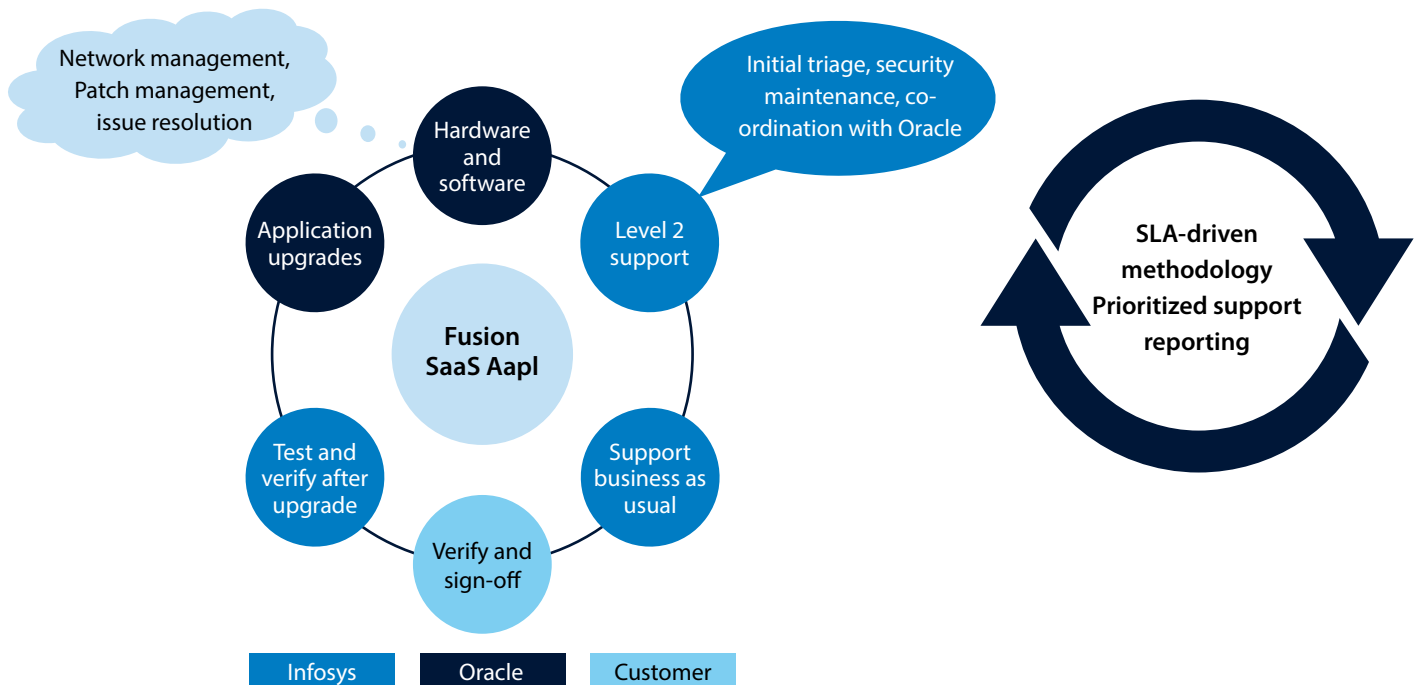 Network management,
Patch management,
issue resolution
Initial triage, security
maintenance, co-
ordination with Oracle
Hardware
and
software
Application
upgrades
Level 2
support
Fusion
SaaS Aapl
Test and
verify after
upgrade
Support
business as
usual
Verify and
sign-off
Infosys
Oracle
Customer
SLA-driven
methodology
Prioritized support
reporting